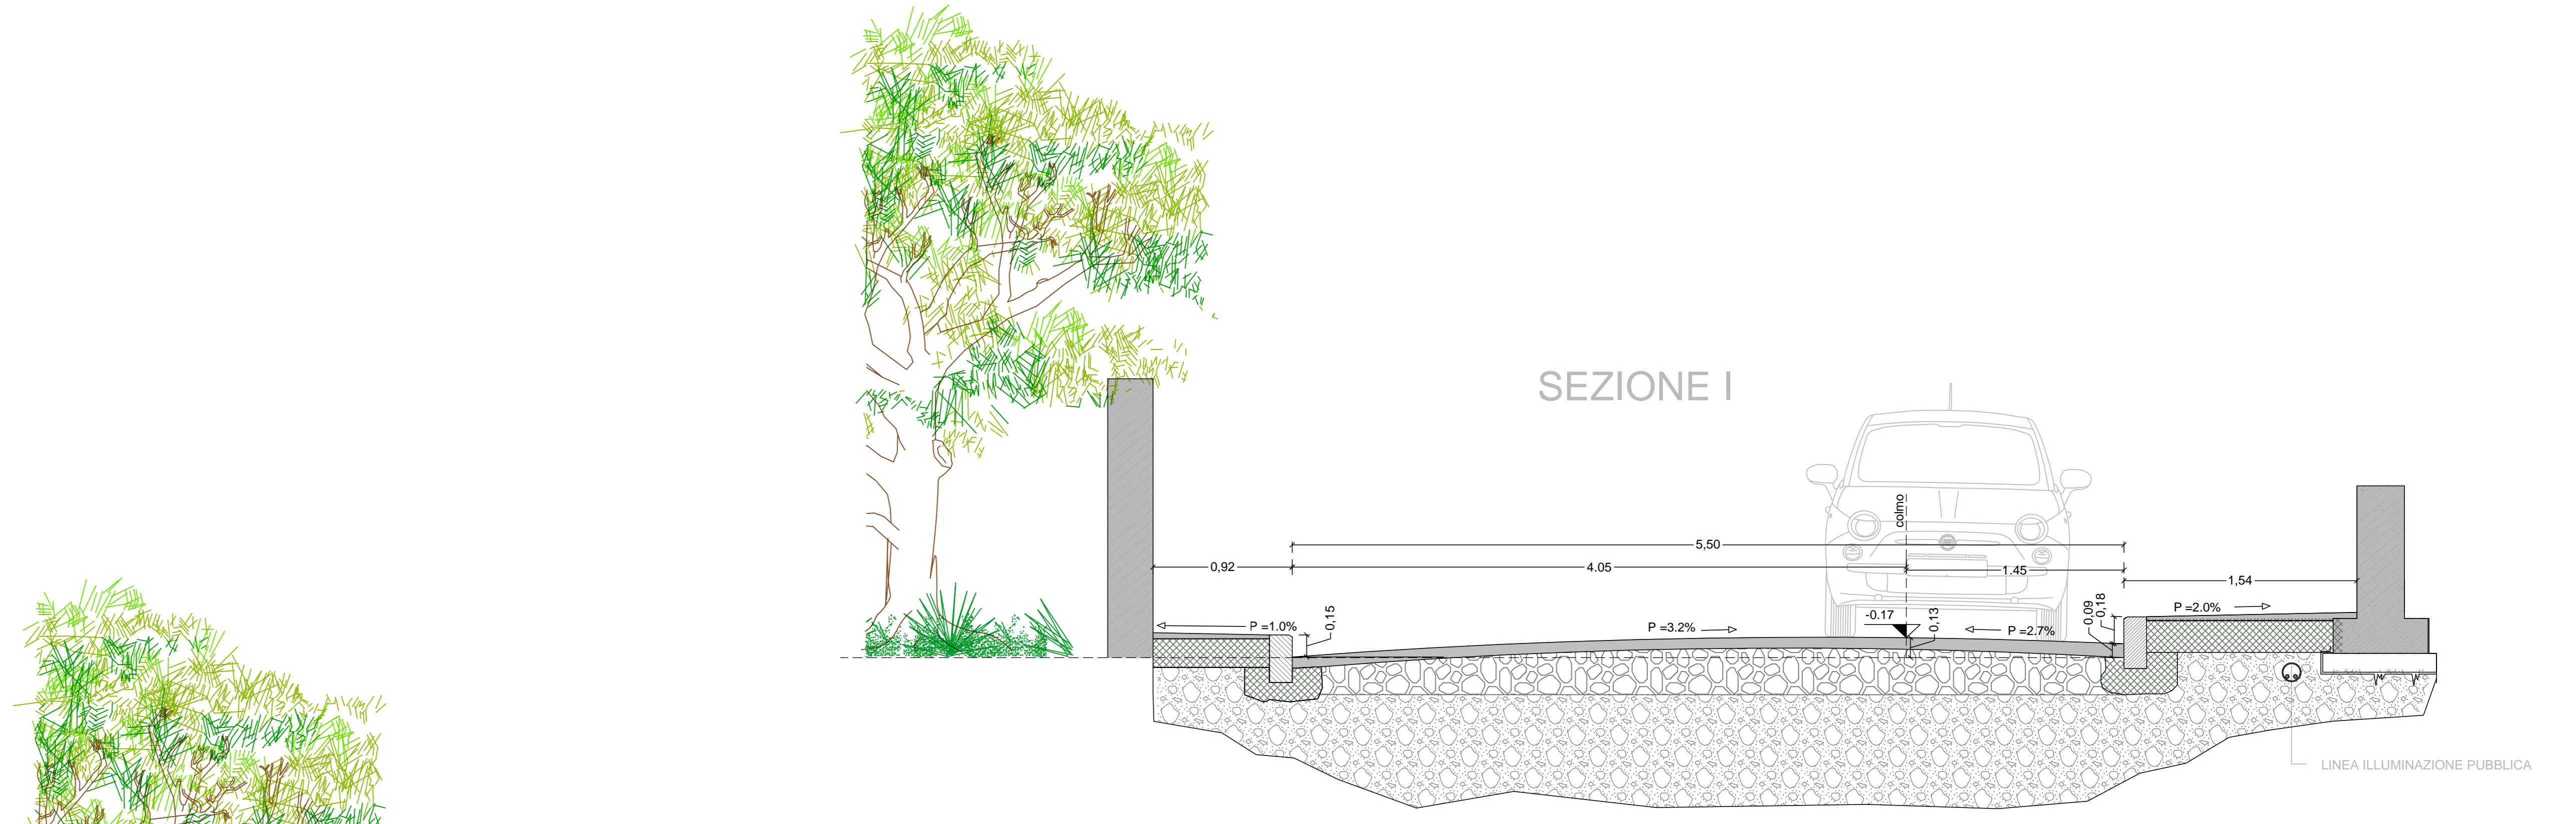 SEZIONE I
colmo
5,50
0,92
4.05
1.45
1,54
P =1.0%
0,15
P =3.2%
-0.17
0,13
P =2.7%
0,09
0,18
P =2.0%
LINEA ILLUMINAZIONE PUBBLICA